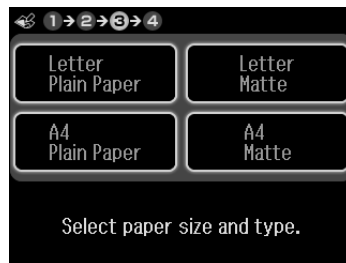 1→2→3→4
Letter
Plain Paper
Letter
Matte
A4
Plain Paper
A4
Matte
Select paper size and type.